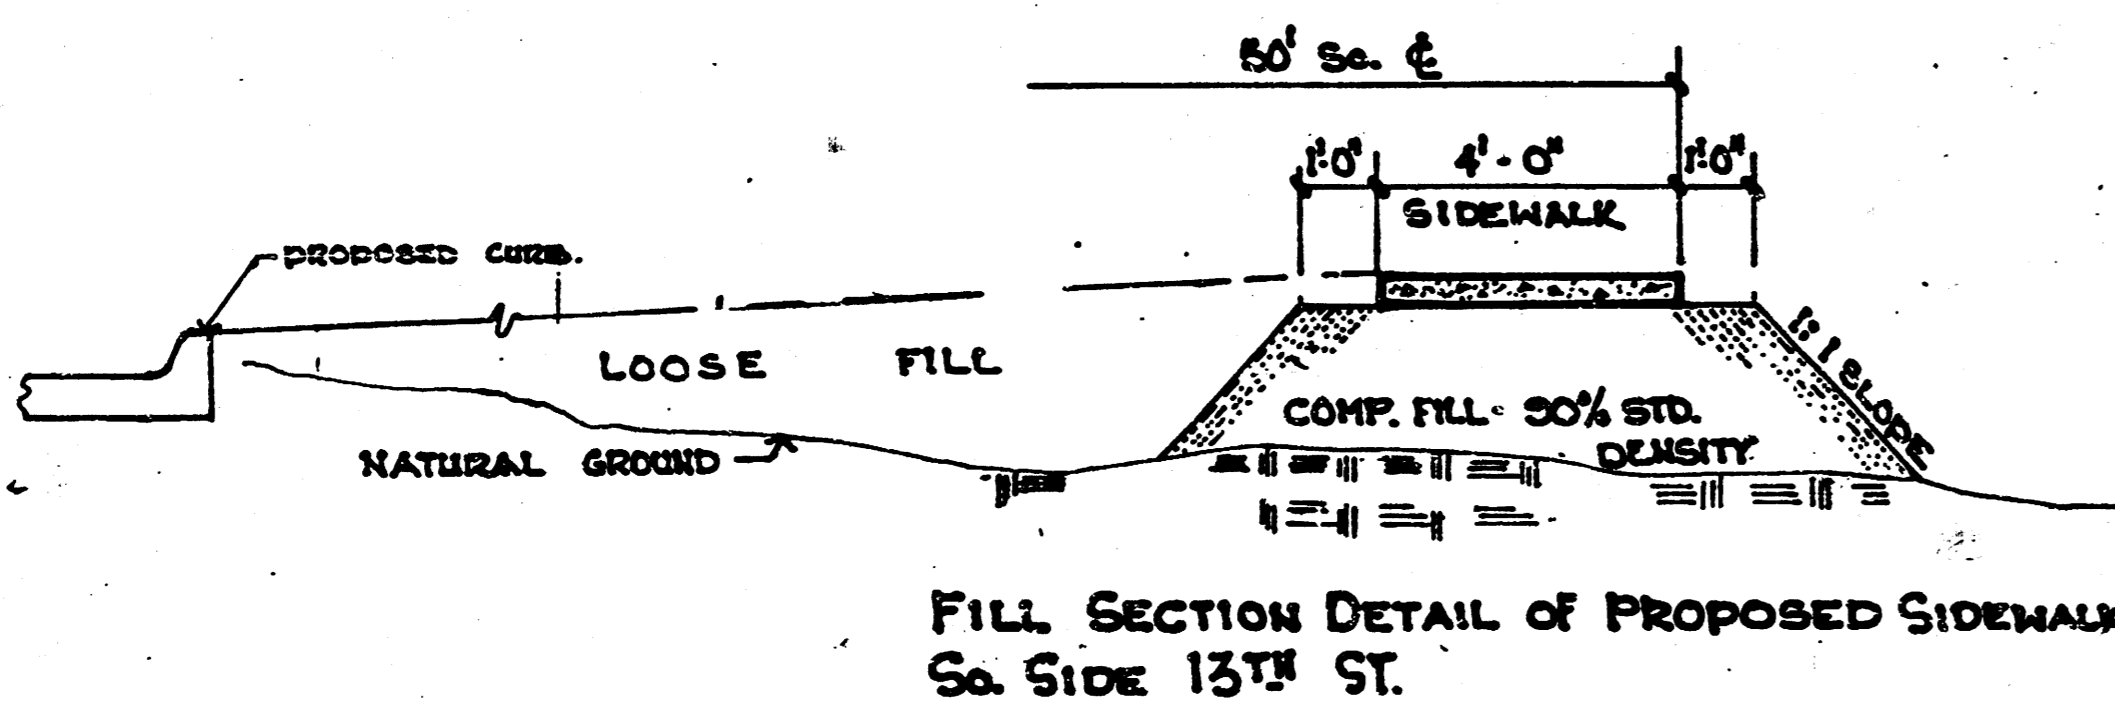 30' So. ℄
1'-0" 4'-0" 1'-0"
SIDEWALK
PROPOSED CURB.
1:1 SLOPE
LOOSE FILL
COMP. FILL - 90% STD.
DENSITY
NATURAL GROUND
FILL SECTION DETAIL OF PROPOSED SIDEWALK
SO. SIDE 13TH ST.